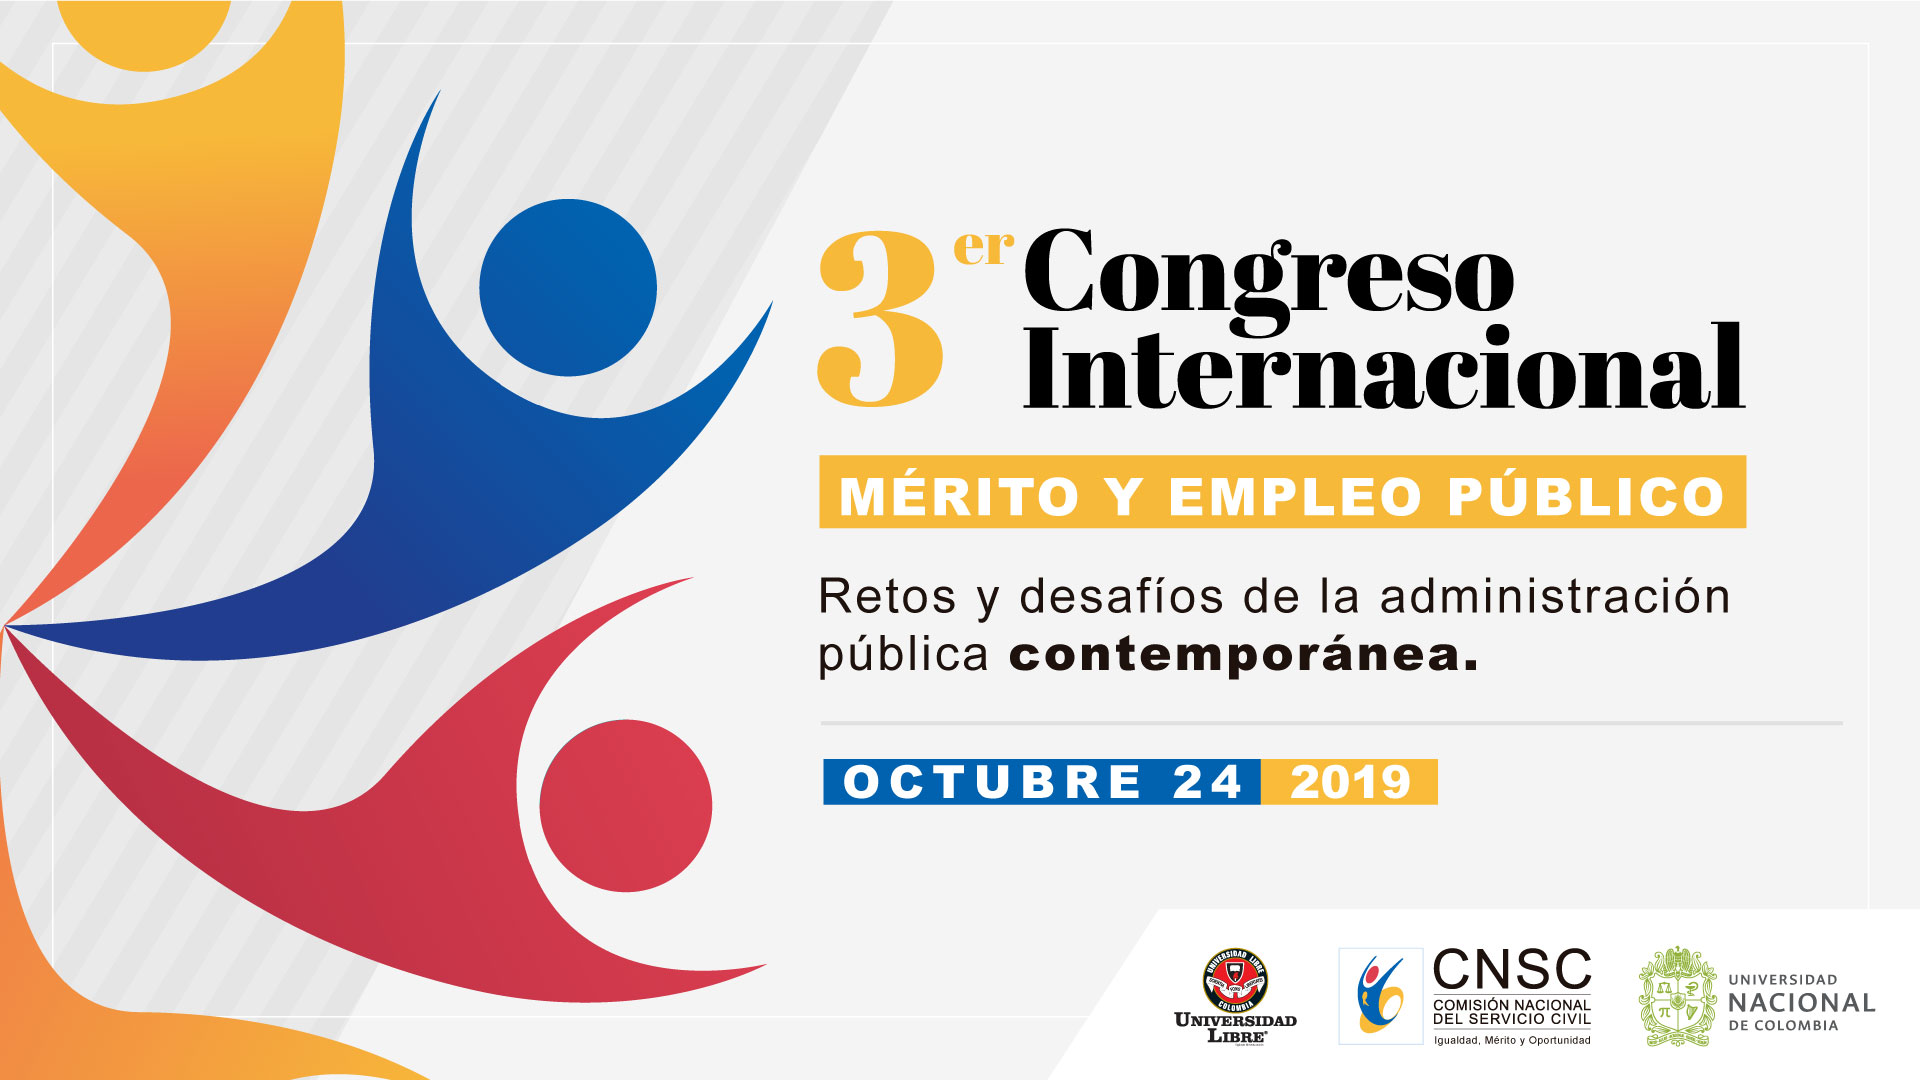 3er Congreso
Internacional
MÉRITO Y EMPLEO PÚBLICO
Retos y desafíos de la administración
pública contemporánea.
OCTUBRE 24 2019
UNIVERSIDAD LIBRE
COLOMBIA
UNIVERSIDAD
LIBRE®
CNSC
COMISIÓN NACIONAL
DEL SERVICIO CIVIL
Igualdad, Mérito y Oportunidad
UNIVERSIDAD
NACIONAL
DE COLOMBIA